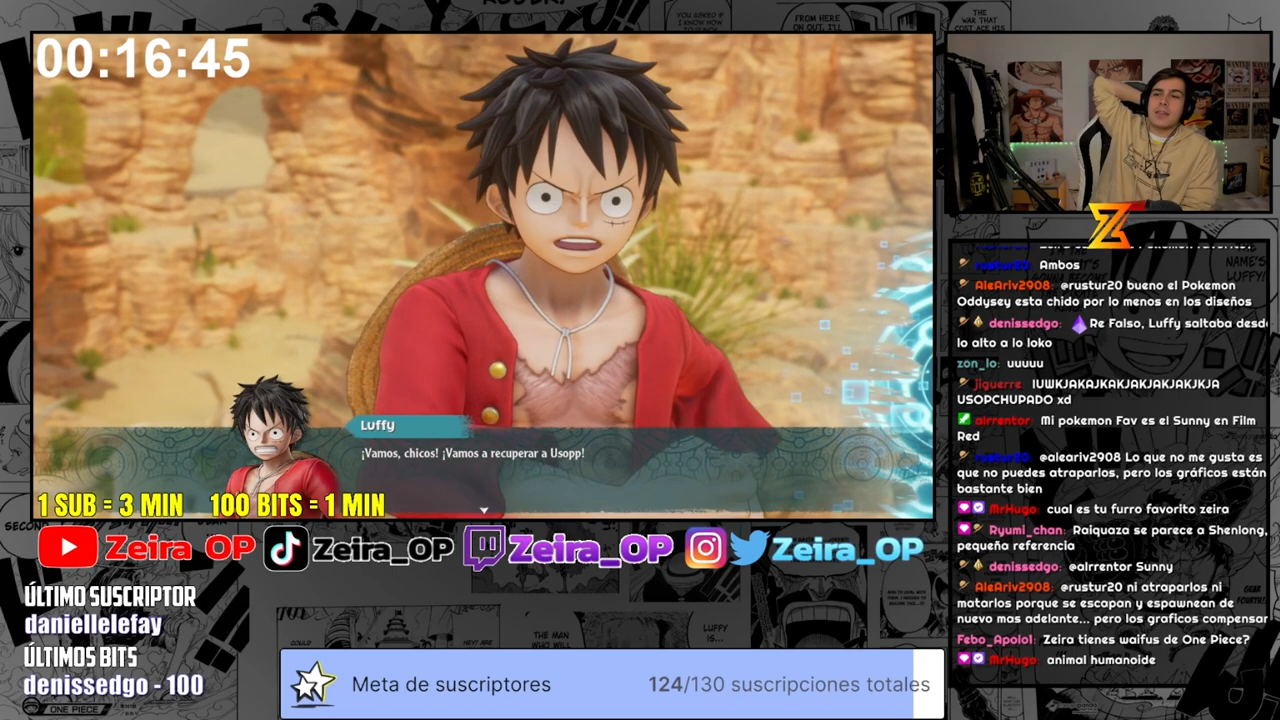 00:16:45
Luffy
¡Vamos, chicos! ¡Vamos a recuperar a Usopp!
1 SUB = 3 MIN 100 BITS = 1 MIN
Zeira OP
Zeira_OP
Zeira_OP
Zeira_OP
ÚLTIMO SUSCRIPTOR
daniellelefay
ÚLTIMOS BITS
denissedgo - 100
ONE PIECE
Meta de suscriptores 124/130 suscripciones totales
Ambos
AleAriv2908: @rustur20 bueno el Pokemon
Oddysey esta chido por lo menos en los diseños
denissedgo: Re Falso, Luffy saltaba desde
lo alto a lo loko
zon_lo: uuuuu
jiguerre: IUWKJAKAJKAKJAKJAKJAKJKJA
USOPCHUPADO xd
alrrentor: Mi pokemon Fav es el Sunny en Film
Red
rustur20: @aleariv2908 Lo que no me gusta es
que no puedes atraparlos, pero los gráficos están
bastante bien
MrHugo: cual es tu furro favorito zeira
Ryumi_chan: Raiquaza se parece a Shenlong,
pequeña referencia
denissedgo: @alrrentor Sunny
AleAriv2908: @rustur20 ni atraparlos ni
matarlos porque se escapan y espawnean de
nuevo mas adelante... pero los graficos compensar
Febo_Apolo1: Zeira tienes waifus de One Piece?
MrHugo: animal humanoide